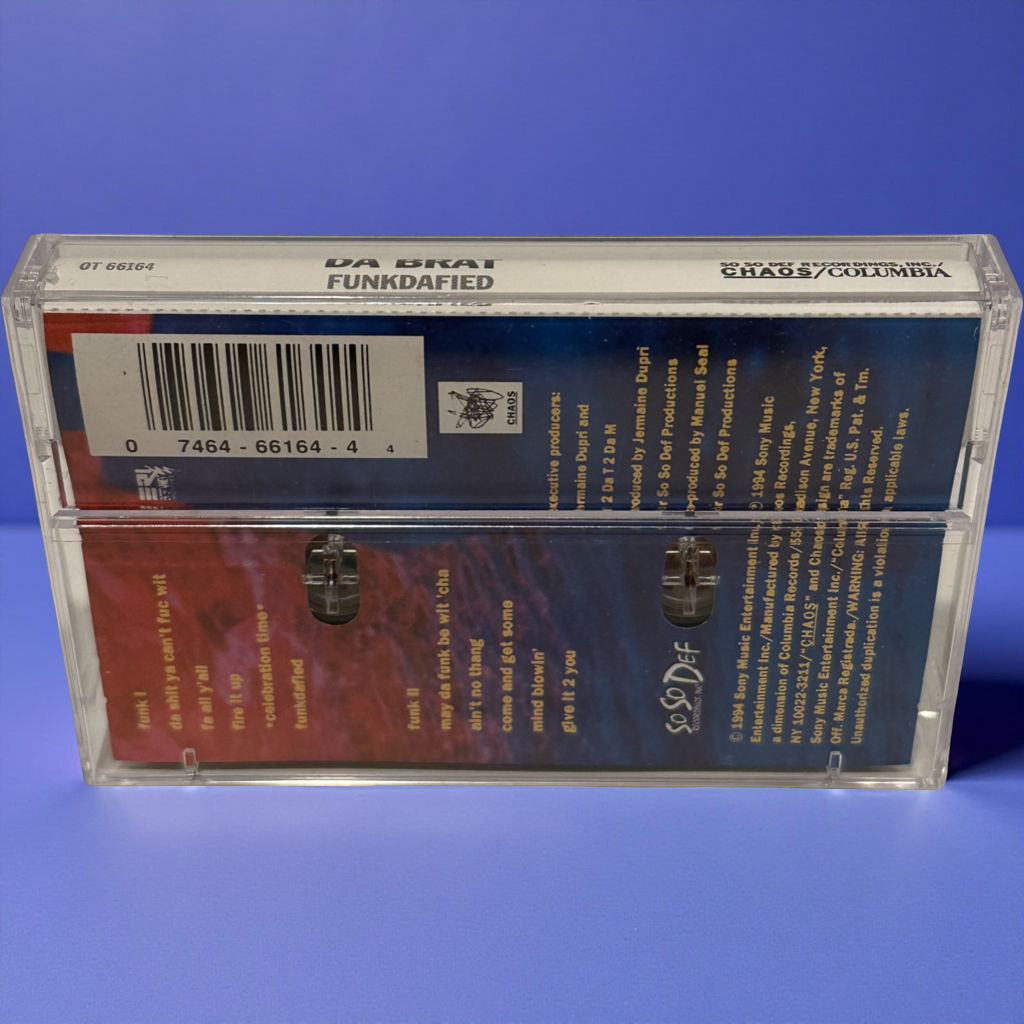 OT 66164
DA BRAT
FUNKDAFIED
SO SO DEF RECORDINGS, INC./
CHAOS/COLUMBIA
0 7464-66164-4 4
CHAOS
funk I
da shit ya can't fuc wit
fa all y'all
fire it up
*celebration time*
funkdafied
funk II
may da funk be wit 'cha
ain't no thang
come and get some
mind blowin'
give it 2 you
executive producers:
Jermaine Dupri and
2 Da T 2 Da M
produced by Jermaine Dupri
for So So Def Productions
co-produced by Manuel Seal
for So So Def Productions
SO SO DEF
RECORDINGS INC.
© 1994 Sony Music Entertainment Inc./ ℗ 1994 Sony Music
Entertainment Inc./Manufactured by Chaos Recordings,
a dimension of Columbia Records/550 Madison Avenue, New York,
NY 10022-3211/"CHAOS" and Chaos design are trademarks of
Sony Music Entertainment Inc./"Columbia" Reg. U.S. Pat. & Tm.
Off. Marca Registrada/WARNING: All Rights Reserved.
Unauthorized duplication is a violation applicable laws.